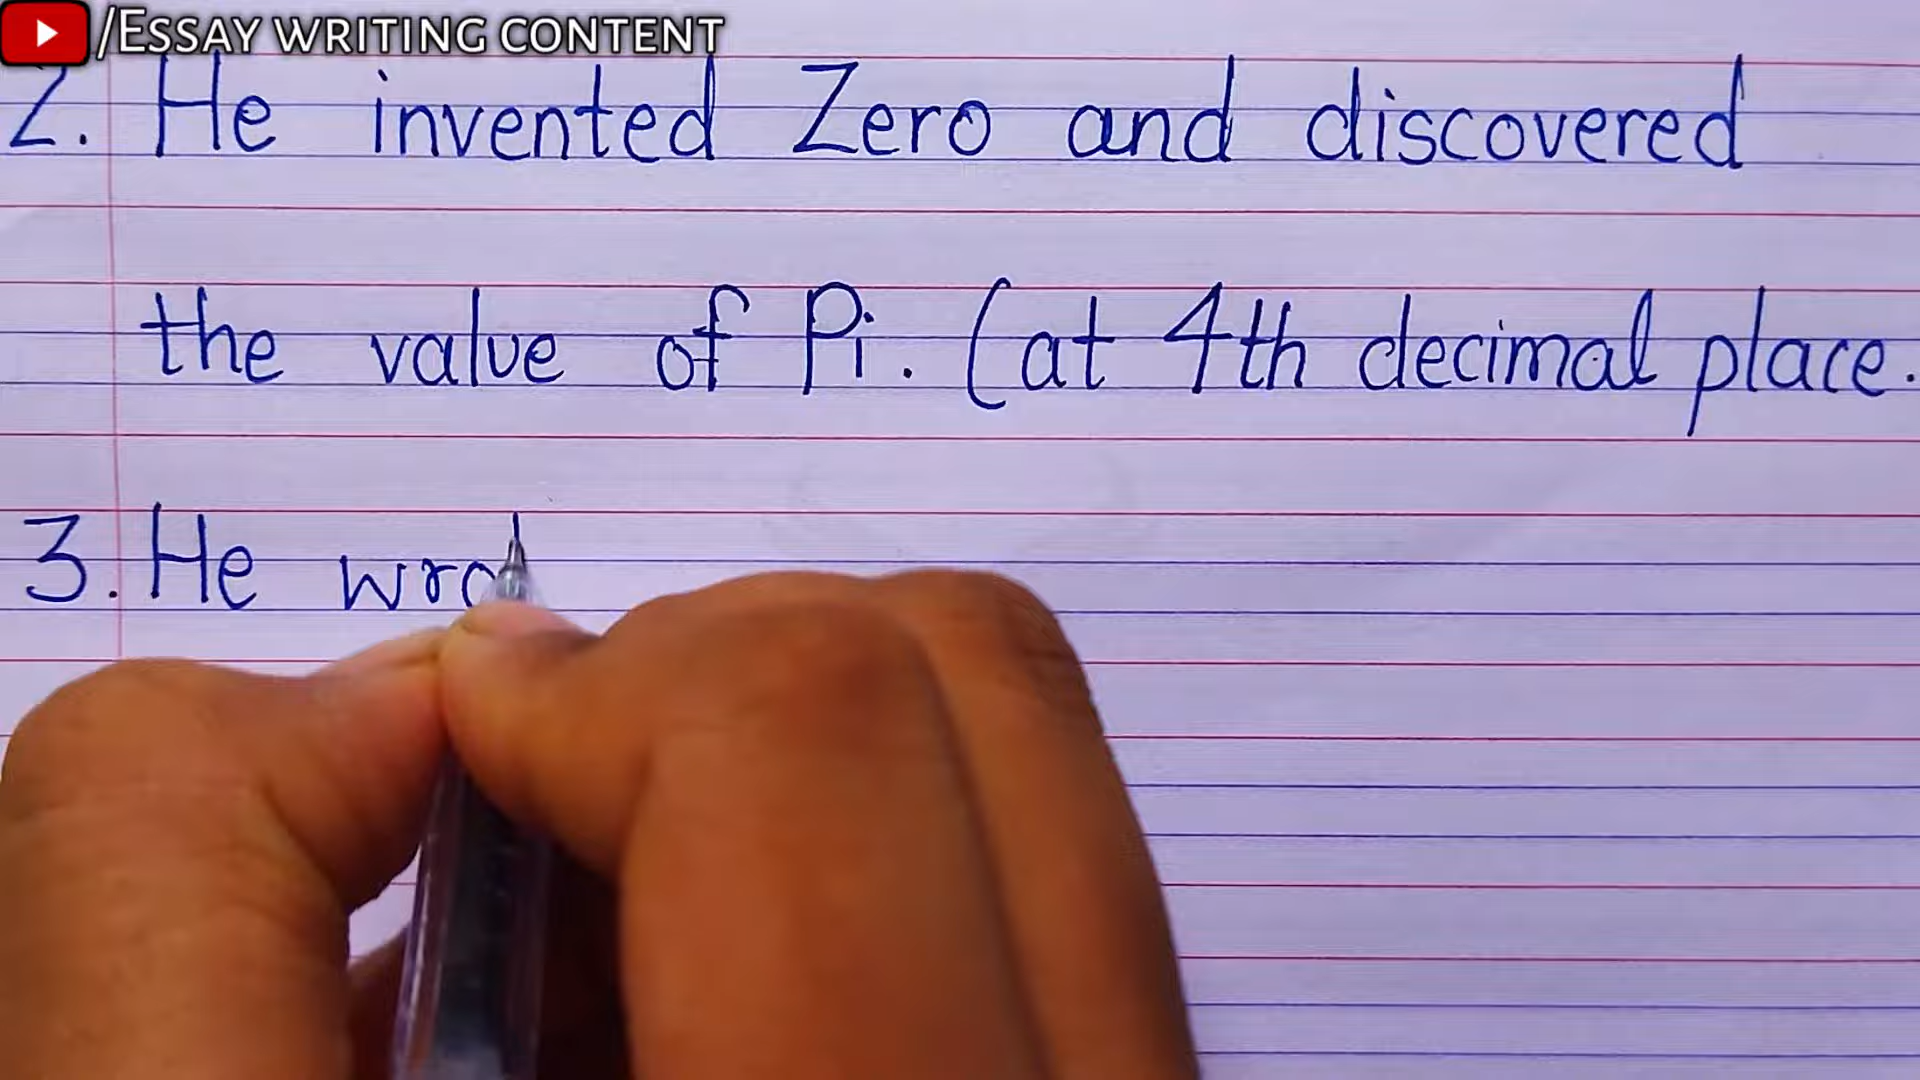 /ESSAY WRITING CONTENT
2. He invented Zero and discovered
the value of Pi. (at 4th decimal place.
3. He